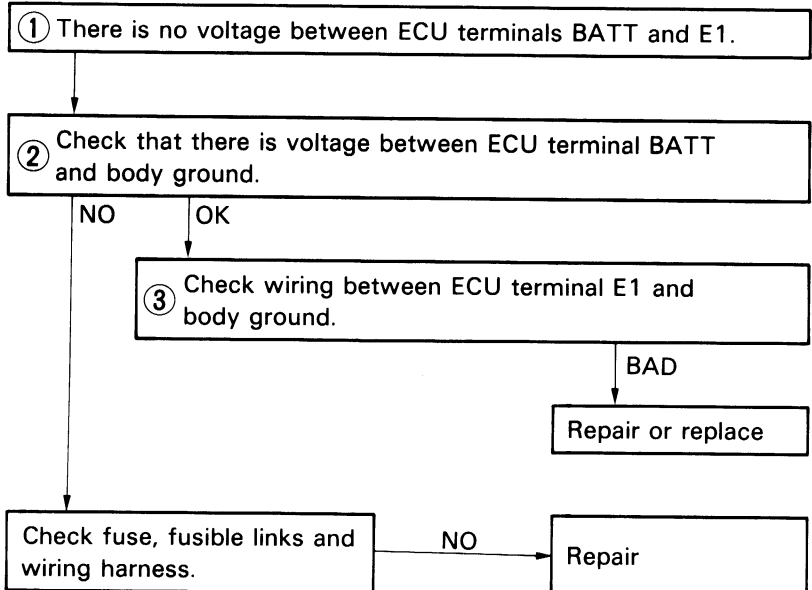 ① There is no voltage between ECU terminals BATT and E1.
② Check that there is voltage between ECU terminal BATT
and body ground.
NO
OK
③ Check wiring between ECU terminal E1 and
body ground.
BAD
Repair or replace
Check fuse, fusible links and
wiring harness.
NO
Repair